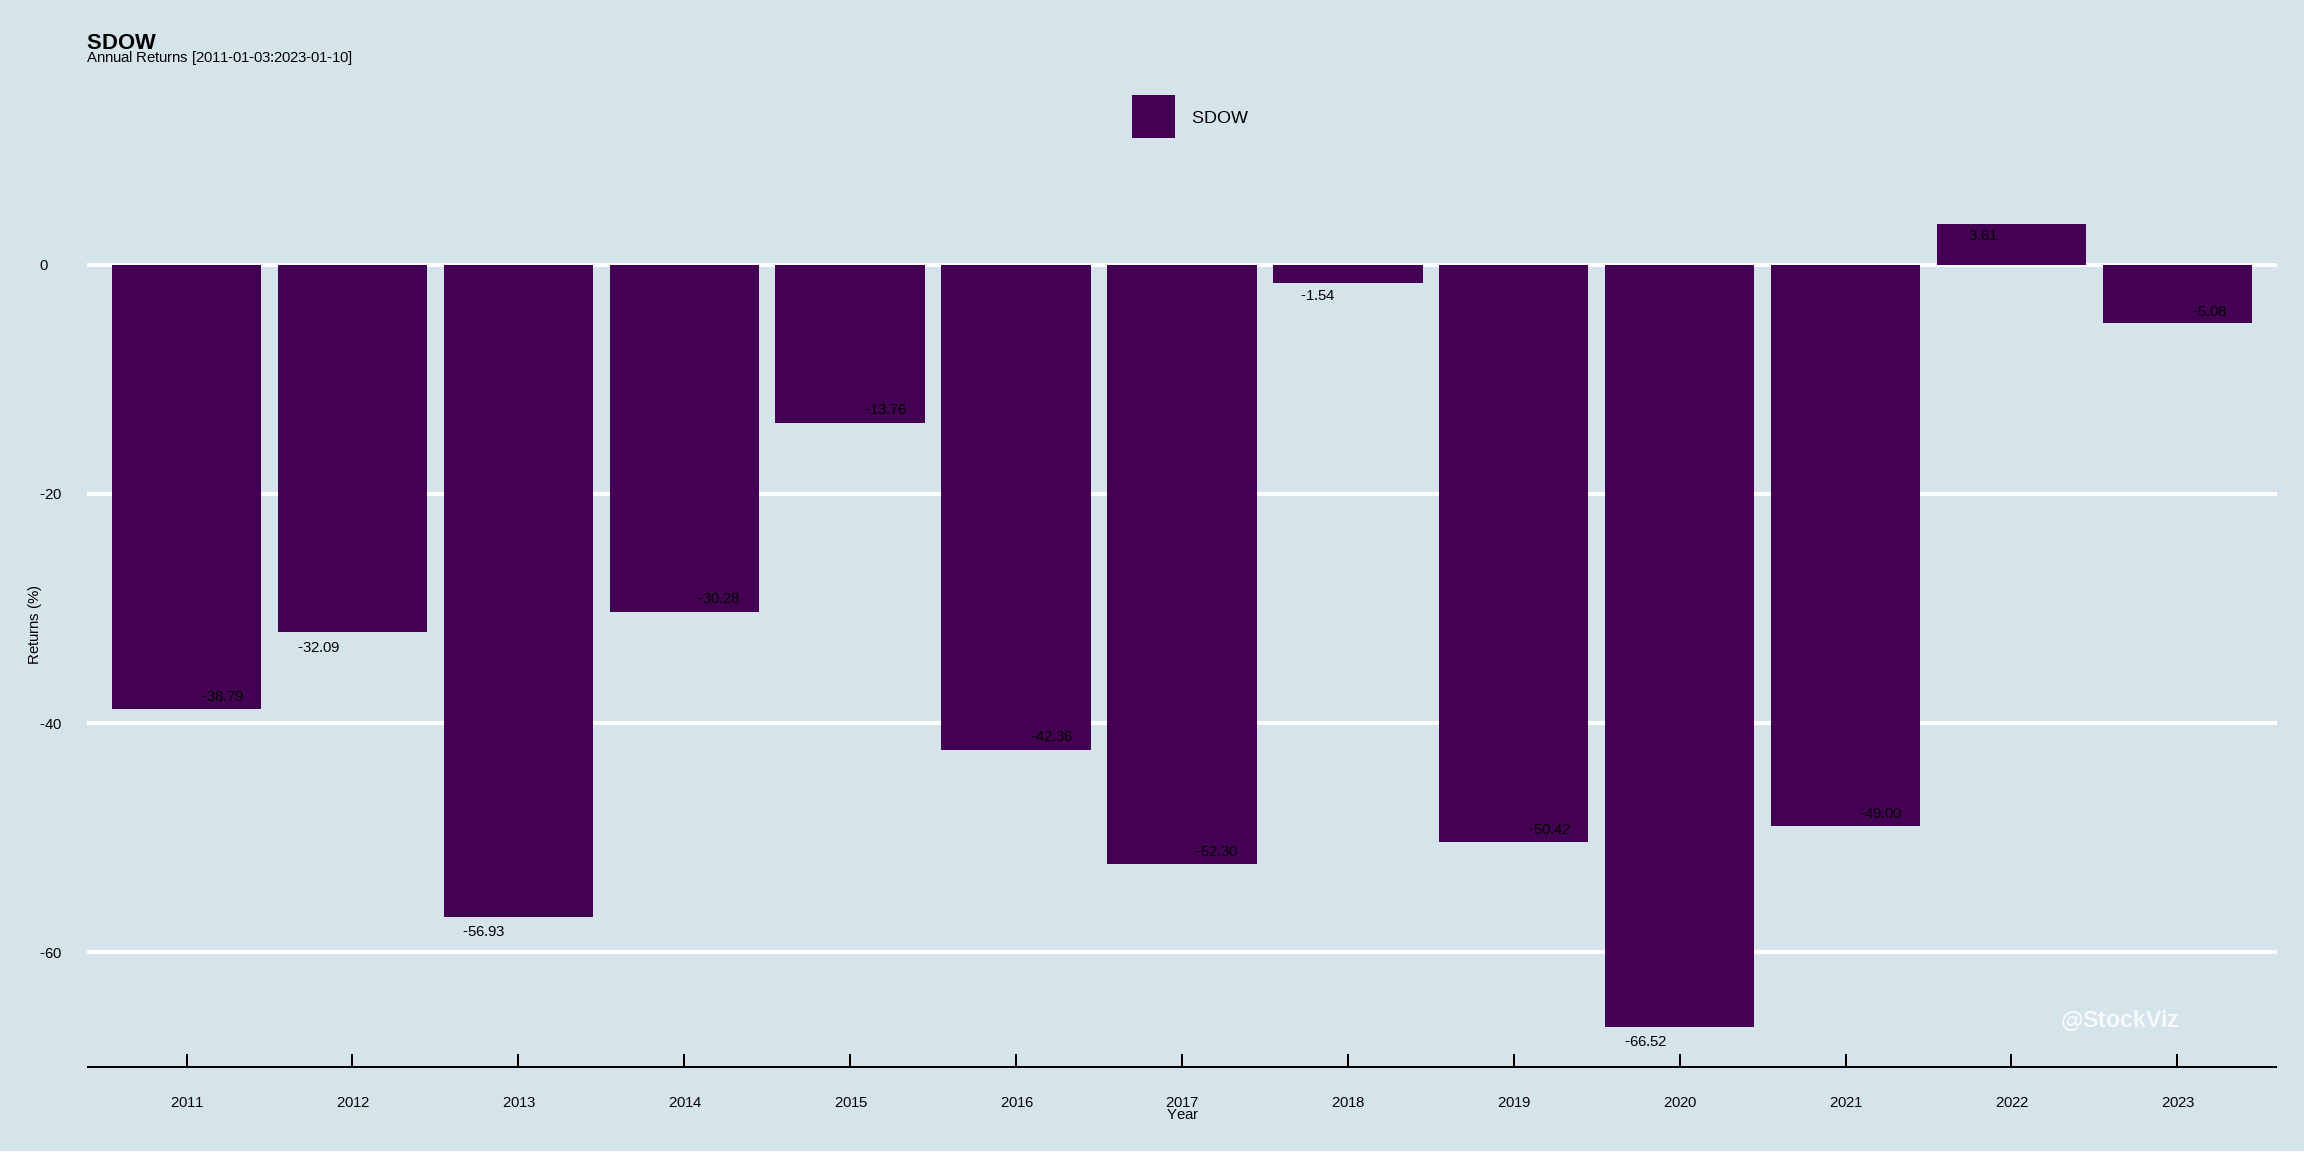 SDOW
Annual Returns [2011-01-03:2023-01-10]
SDOW
3.61
0
-1.54
-5.08
-13.76
-20
-30.28
Returns (%)
-32.09
-38.79
-40
-42.36
-49.00
-50.42
-52.30
-56.93
-60
@StockViz
-66.52
2011 2012 2013 2014 2015 2016 2017 2018 2019 2020 2021 2022 2023
Year